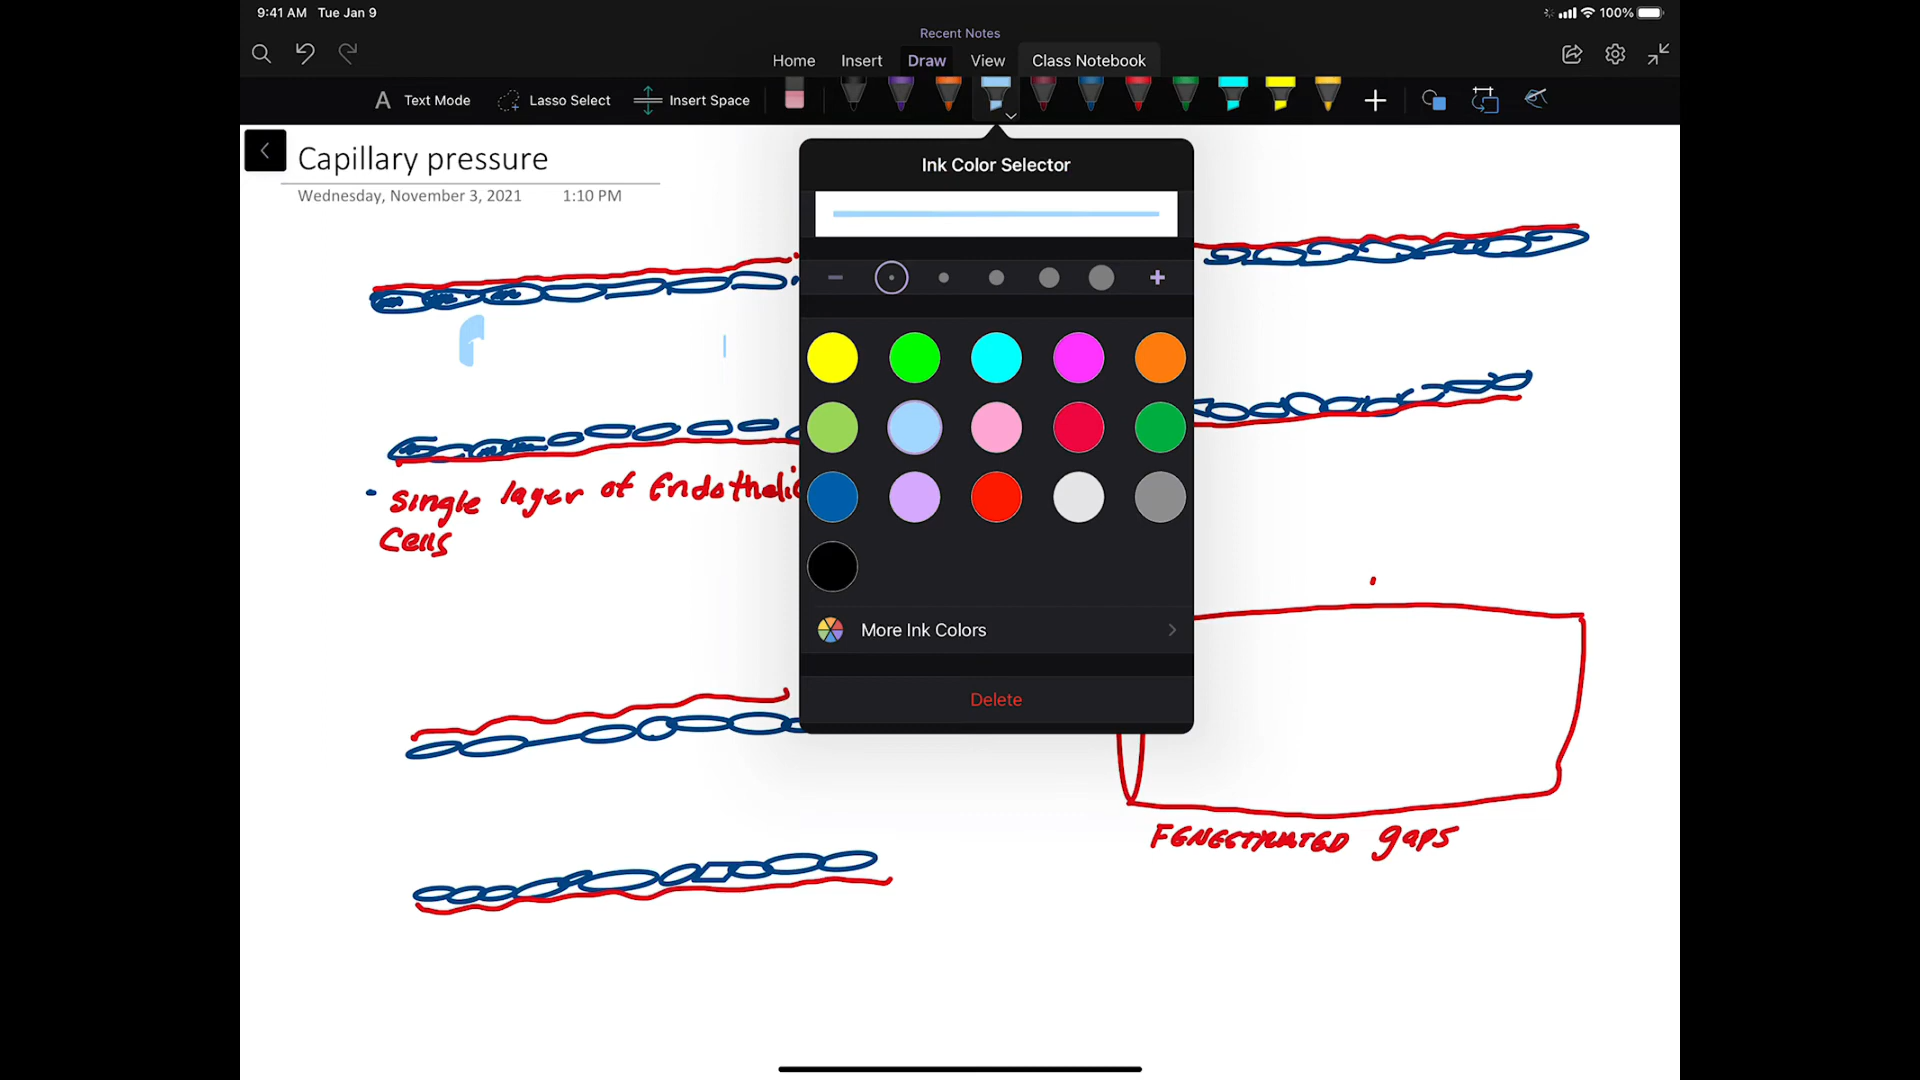 9:41 AM Tue Jan 9
100%
Recent Notes
Home Insert Draw View Class Notebook
A Text Mode Lasso Select Insert Space
Capillary pressure
Wednesday, November 3, 2021 1:10 PM
Ink Color Selector
single layer of Endothelic
Cells
More Ink Colors
Delete
FENESTRATED gaps